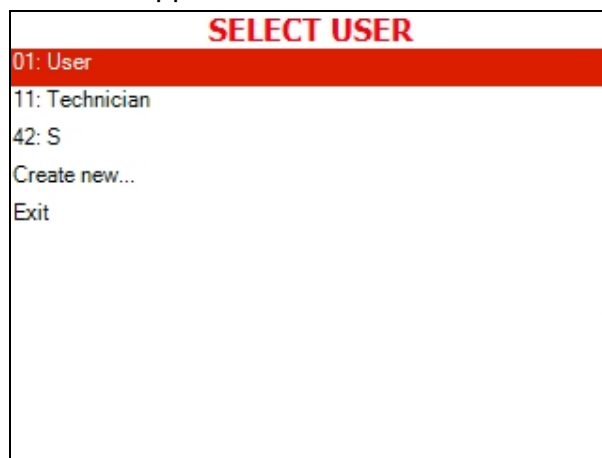 SELECT USER
01: User
11: Technician
42: S
Create new...
Exit